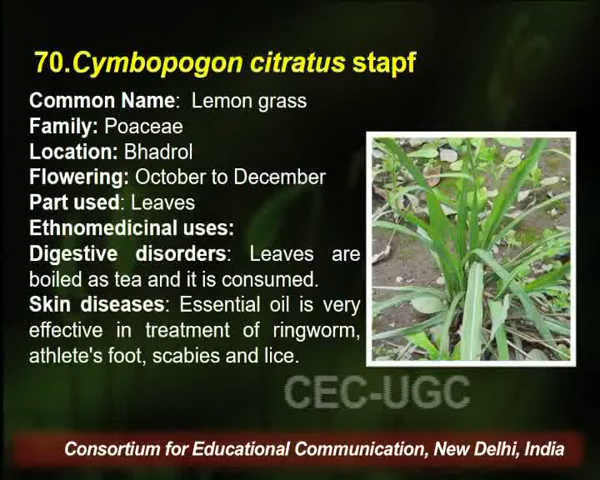 70.Cymbopogon citratus stapf
Common Name: Lemon grass
Family: Poaceae
Location: Bhadrol
Flowering: October to December
Part used: Leaves
Ethnomedicinal uses:
Digestive disorders: Leaves are
boiled as tea and it is consumed.
Skin diseases: Essential oil is very
effective in treatment of ringworm,
athlete's foot, scabies and lice.
CEC-UGC
Consortium for Educational Communication, New Delhi, India